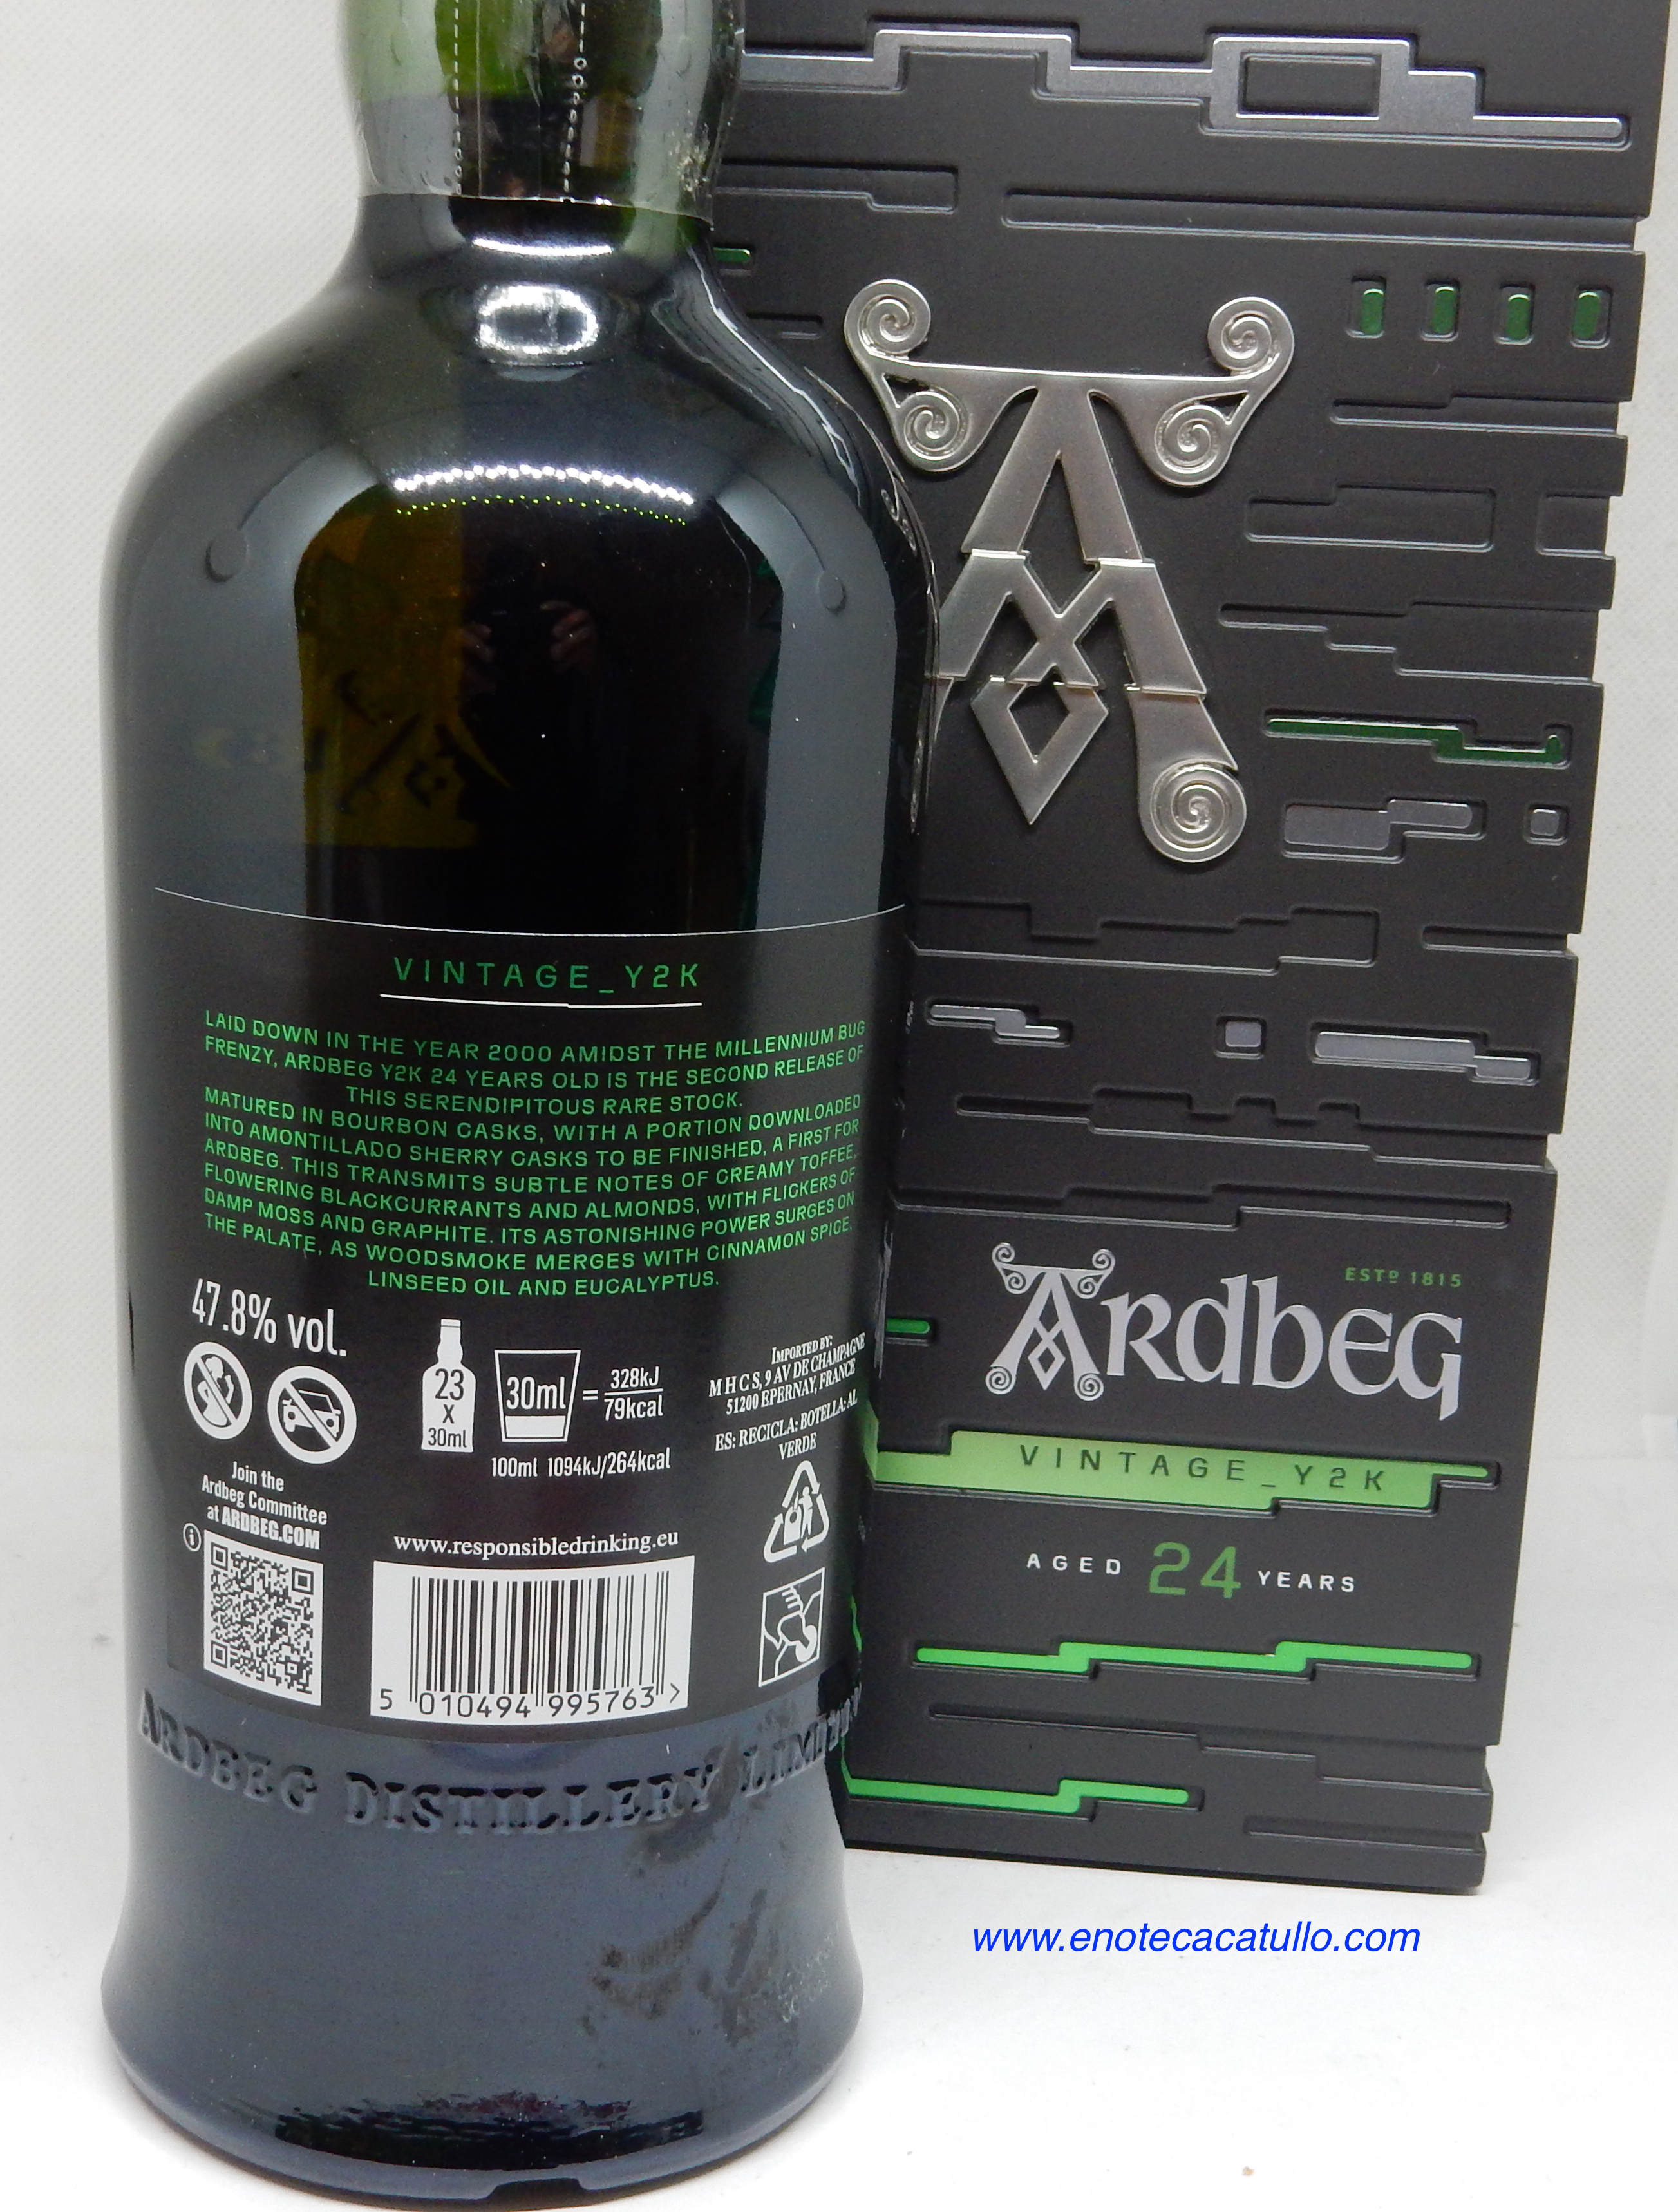 VINTAGE_Y2K
LAID DOWN IN THE YEAR 2000 AMIDST THE MILLENNIUM BUG
FRENZY, ARDBEG Y2K 24 YEARS OLD IS THE SECOND RELEASE OF
THIS SERENDIPITOUS RARE STOCK.
MATURED IN BOURBON CASKS, WITH A PORTION DOWNLOADED
INTO AMONTILLADO SHERRY CASKS TO BE FINISHED, A FIRST FOR
ARDBEG. THIS TRANSMITS SUBTLE NOTES OF CREAMY TOFFEE,
FLOWERING BLACKCURRANTS AND ALMONDS, WITH FLICKERS OF
DAMP MOSS AND GRAPHITE. ITS ASTONISHING POWER SURGES ON
THE PALATE, AS WOODSMOKE MERGES WITH CINNAMON SPICE,
LINSEED OIL AND EUCALYPTUS.
47.8% vol.
23
x
30ml
30ml = 328kJ
79kcal
100ml 1094kJ/264kcal
IMPORTED BY:
M H C S, 9 AV DE CHAMPAGNE
51200 EPERNAY, FRANCE
ES: RECICLA: BOTELLA: AL
VERDE
Join the
Ardbeg Committee
at ARDBEG.COM
www.responsibledrinking.eu
5 010494 995763 >
ARDBEG DISTILLERY LIMITED
ESTD 1815
ARDBEG
VINTAGE_Y2K
AGED 24 YEARS
www.enotecacatullo.com